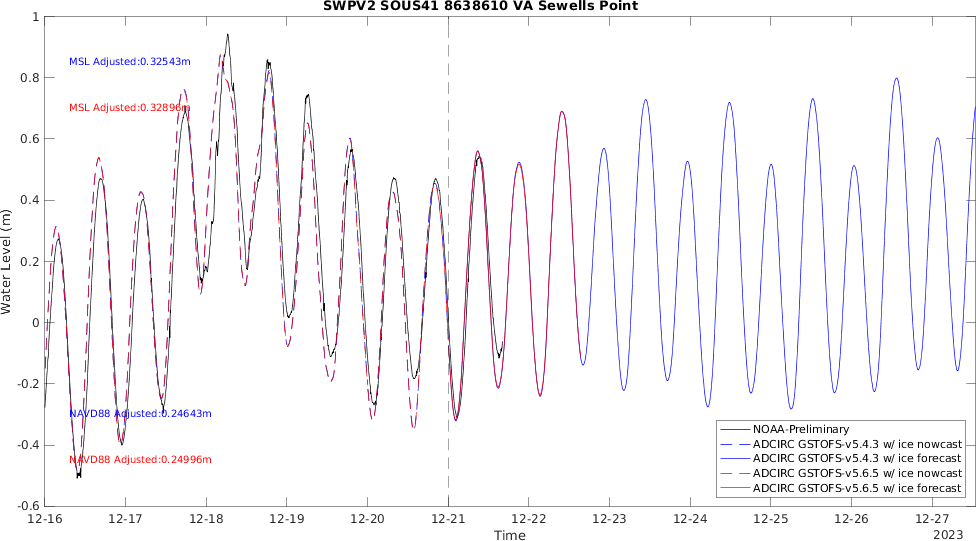 SWPV2 SOUS41 8638610 VA Sewells Point
1
0.8
0.6
0.4
0.2
0
-0.2
-0.4
-0.6
Water Level (m)
MSL Adjusted:0.32543m
MSL Adjusted:0.32896m
NAVD88 Adjusted:0.24643m
NAVD88 Adjusted:0.24996m
NOAA-Preliminary
ADCIRC GSTOFS-v5.4.3 w/ ice nowcast
ADCIRC GSTOFS-v5.4.3 w/ ice forecast
ADCIRC GSTOFS-v5.6.5 w/ ice nowcast
ADCIRC GSTOFS-v5.6.5 w/ ice forecast
12-16 12-17 12-18 12-19 12-20 12-21 12-22 12-23 12-24 12-25 12-26 12-27
Time
2023